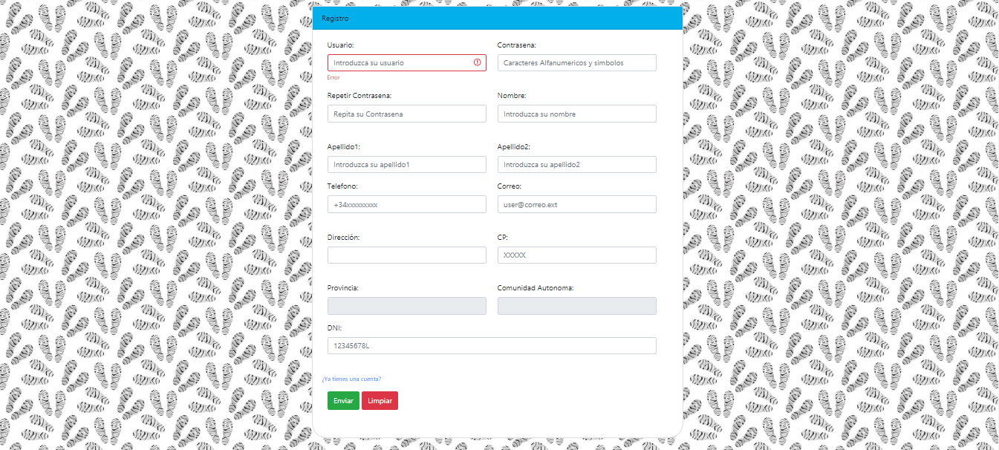 Registro
Usuario: Contrasena:
Introduzca su usuario Caracteres Alfanumericos y simbolos
Error
Repetir Contrasena: Nombre:
Repita su Contrasena Introduzca su nombre
Apellido1: Apellido2:
Introduzca su apellido1 Introduzca su apellido2
Telefono: Correo:
+34xxxxxxxxx user@correo.ext
Dirección: CP:
XXXXX
Provincia: Comunidad Autonoma:
DNI:
12345678L
¿Ya tienes una cuenta?
Enviar Limpiar